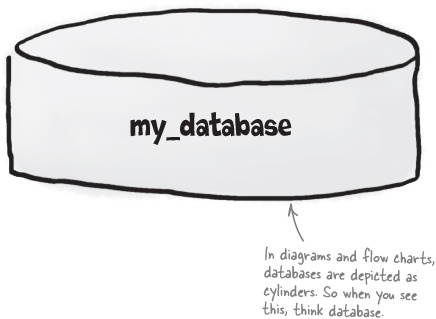 my_database
In diagrams and flow charts,
databases are depicted as
cylinders. So when you see
this, think database.